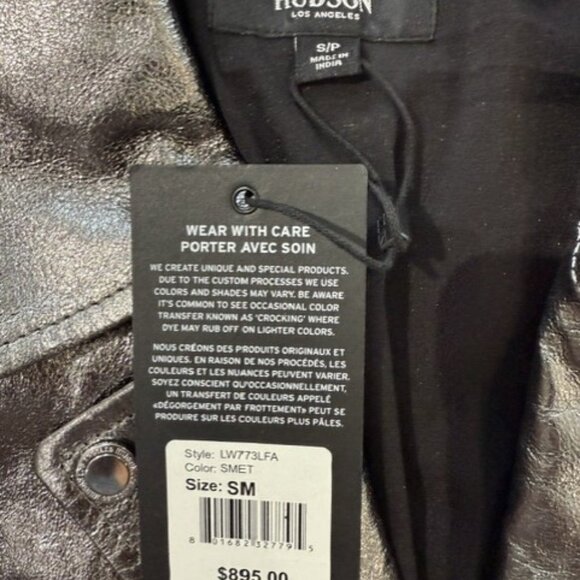 HUDSON
LOS ANGELES
S/P
MADE IN
INDIA
WEAR WITH CARE
PORTER AVEC SOIN
WE CREATE UNIQUE AND SPECIAL PRODUCTS.
DUE TO THE CUSTOM PROCESSES WE USE
COLORS AND SHADES MAY VARY. BE AWARE
IT'S COMMON TO SEE OCCASIONAL COLOR
TRANSFER KNOWN AS 'CROCKING' WHERE
DYE MAY RUB OFF ON LIGHTER COLORS.
NOUS CRÉONS DES PRODUITS ORIGINAUX ET
UNIQUES. EN RAISON DE NOS PROCÉDÉS, LES
COULEURS ET LES NUANCES PEUVENT VARIER.
SOYEZ CONSCIENT QU'OCCASIONNELLEMENT,
UN TRANSFERT DE COULEURS APPELÉ
«DÉGORGEMENT PAR FROTTEMENT» PEUT SE
PRODUIRE SUR LES COULEURS PLUS PÂLES.
Style: LW773LFA
Color: SMET
Size: SM
8 01682 32779 5
$895.00